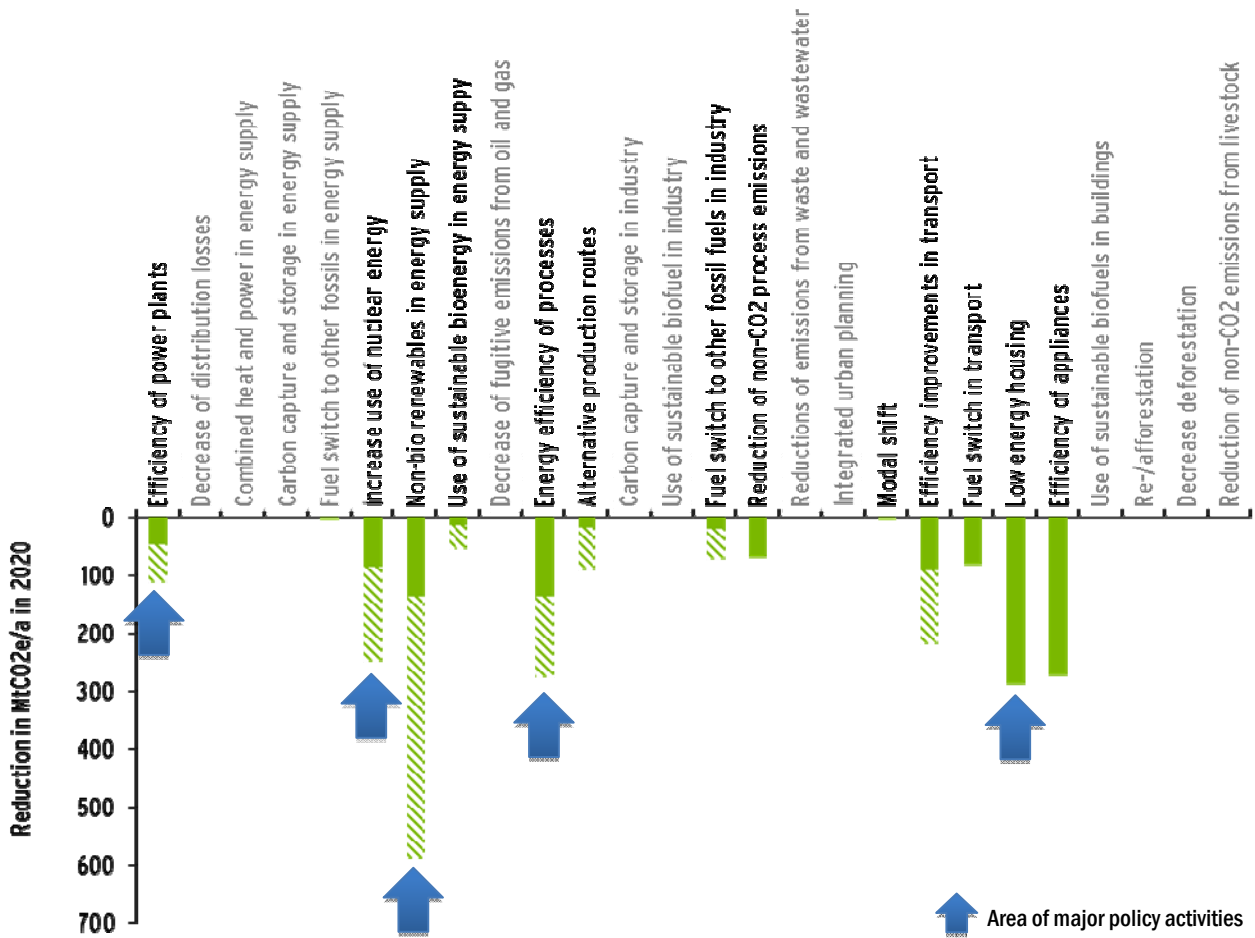 Efficiency of power plants
Decrease of distribution losses
Combined heat and power in energy supply
Carbon capture and storage in energy supply
Fuel switch to other fossils in energy supply
Increase use of nuclear energy
Non-bio renewables in energy supply
Use of sustainable bioenergy in energy suppy
Decrease of fugitive emissions from oil and gas
Energy efficiency of processes
Alternative production routes
Carbon capture and storage in industry
Use of sustainable biofuel in industry
Fuel switch to other fossil fuels in industry
Reduction of non-CO2 process emissions
Reductions of emissions from waste and wastewater
Integrated urban planning
Modal shift
Efficiency improvements in transport
Fuel switch in transport
Low energy housing
Efficiency of appliances
Use of sustainable biofuels in buildings
Re-/afforestation
Decrease deforestation
Reduction of non-CO2 emissions from livestock
Reduction in MtCO2e/a in 2020
0
100
200
300
400
500
600
700
Area of major policy activities